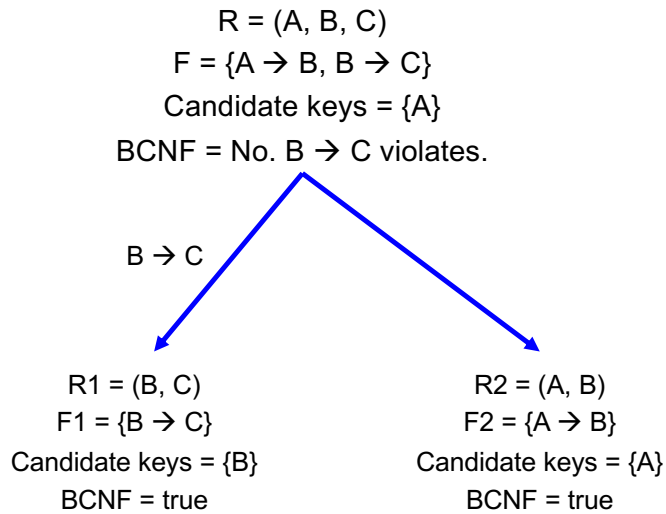 R = (A, B, C)
F = {A → B, B → C}
Candidate keys = {A}
BCNF = No. B → C violates.
B → C
R1 = (B, C)
F1 = {B → C}
Candidate keys = {B}
BCNF = true
R2 = (A, B)
F2 = {A → B}
Candidate keys = {A}
BCNF = true